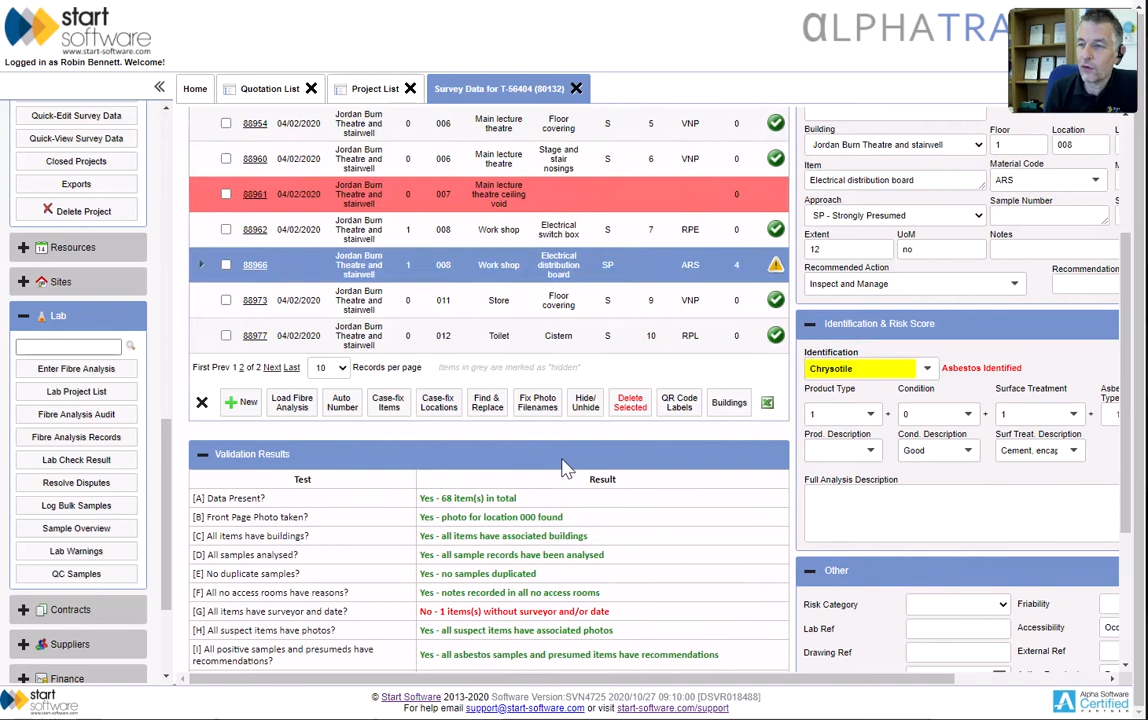 start
software
www.start-software.com
Logged in as Robin Bennett. Welcome!
αLPHATRA
Home
Quotation List
Project List
Survey Data for T-56404 (80132)
Quick-Edit Survey Data
Quick-View Survey Data
Closed Projects
Exports
Delete Project
Resources
Sites
Lab
Enter Fibre Analysis
Lab Project List
Fibre Analysis Audit
Fibre Analysis Records
Lab Check Result
Resolve Disputes
Log Bulk Samples
Sample Overview
Lab Warnings
QC Samples
Contracts
Suppliers
Finance
88954 04/02/2020 Jordan Burn Theatre and stairwell 0 006 Main lecture theatre Floor covering S 5 VNP 0
88960 04/02/2020 Jordan Burn Theatre and stairwell 0 006 Main lecture theatre Stage and stair nosings S 6 VNP 0
88961 04/02/2020 Jordan Burn Theatre and stairwell 0 007 Main lecture theatre ceiling void 0
88962 04/02/2020 Jordan Burn Theatre and stairwell 1 008 Work shop Electrical switch box S 7 RPE 0
88966 04/02/2020 Jordan Burn Theatre and stairwell 1 008 Work shop Electrical distribution board SP ARS 4
88973 04/02/2020 Jordan Burn Theatre and stairwell 0 011 Store Floor covering S 9 VNP 0
88977 04/02/2020 Jordan Burn Theatre and stairwell 0 012 Toilet Cistern S 10 RPL 0
First Prev 1 2 of 2 Next Last 10 Records per page items in grey are marked as "hidden"
New
Load Fibre Analysis
Auto Number
Case-fix Items
Case-fix Locations
Find & Replace
Fix Photo Filenames
Hide/ Unhide
Delete Selected
QR Code Labels
Buildings
Validation Results
Test Result
[A] Data Present? Yes - 68 item(s) in total
[B] Front Page Photo taken? Yes - photo for location 000 found
[C] All items have buildings? Yes - all items have associated buildings
[D] All samples analysed? Yes - all sample records have been analysed
[E] No duplicate samples? Yes - no samples duplicated
[F] All no access rooms have reasons? Yes - notes recorded in all no access rooms
[G] All items have surveyor and date? No - 1 items(s) without surveyor and/or date
[H] All suspect items have photos? Yes - all suspect items have associated photos
[I] All positive samples and presumeds have recommendations? Yes - all asbestos samples and presumed items have recommendations
Building Floor Location
Jordan Burn Theatre and stairwell 1 008
Item Material Code
Electrical distribution board ARS
Approach Sample Number
SP - Strongly Presumed
Extent UoM Notes
12 no
Recommended Action Recommendation
Inspect and Manage
Identification & Risk Score
Identification
Chrysotile Asbestos Identified
Product Type Condition Surface Treatment Asbe Type
1 + 0 + 1 + 1
Prod. Description Cond. Description Surf Treat. Description
Good Cement, encap
Full Analysis Description
Other
Risk Category Friability
Lab Ref Accessibility Occ
Drawing Ref External Ref
start
software
© Start Software 2013-2020 Software Version:SVN4725 2020/10/27 09:10:00 [DSVR018488]
For help email support@start-software.com or visit start-software.com/support
Alpha Software
Certified